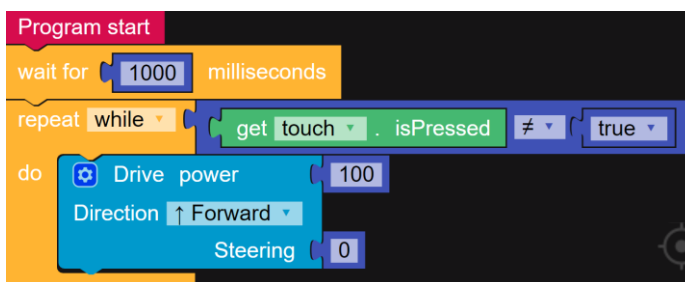 Program start
wait for 1000 milliseconds
repeat while get touch . isPressed ≠ true
do Drive power 100
Direction ↑ Forward
Steering 0